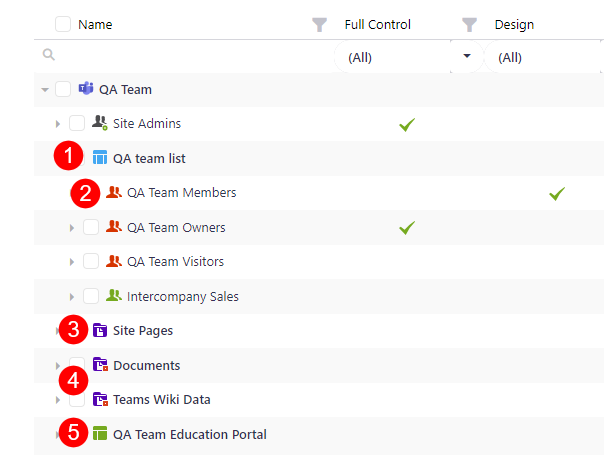 Name Full Control Design
(All) (All)
QA Team
Site Admins
1 QA team list
2 QA Team Members
QA Team Owners
QA Team Visitors
Intercompany Sales
3 Site Pages
Documents
4
Teams Wiki Data
5 QA Team Education Portal